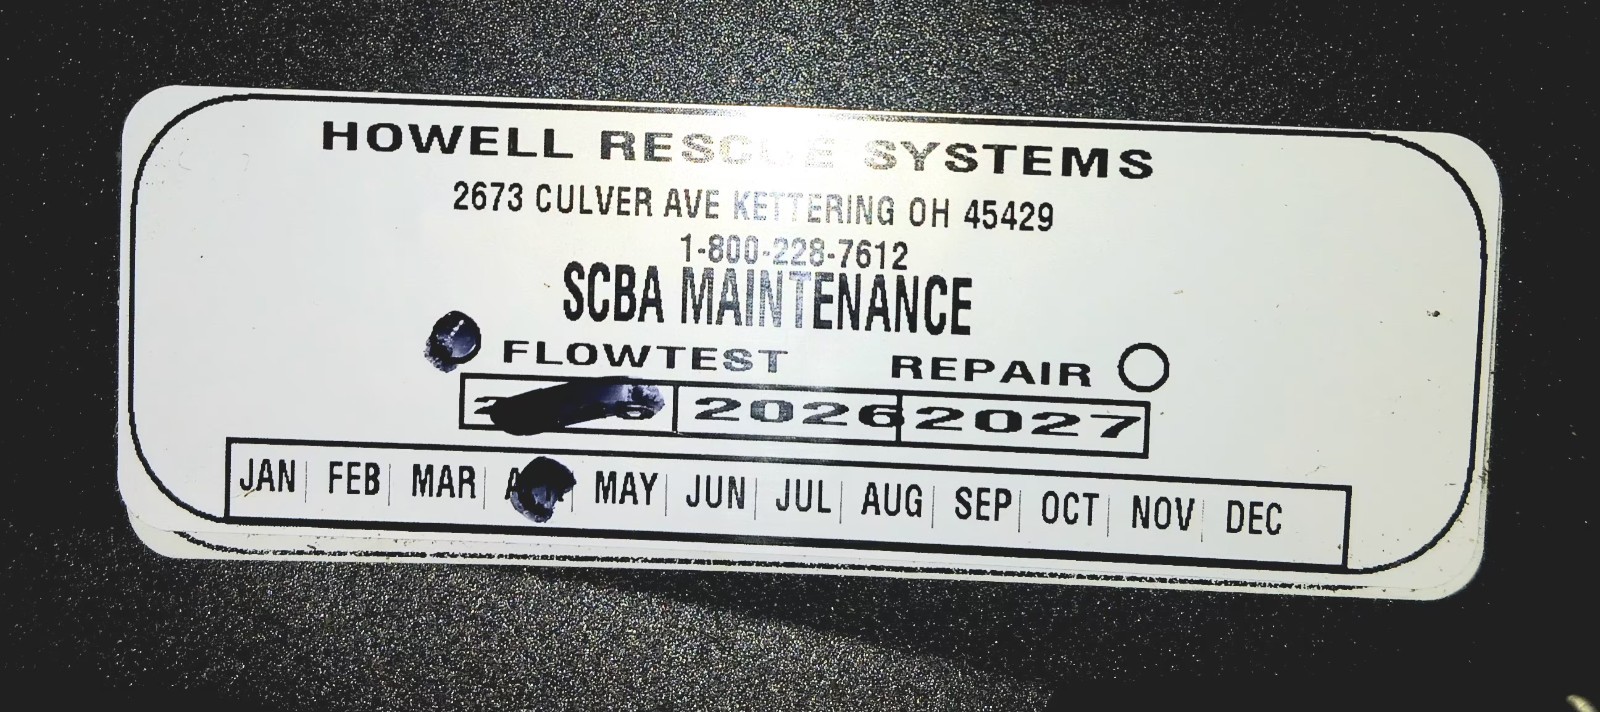 HOWELL RESCUE SYSTEMS
2673 CULVER AVE KETTERING OH 45429
1-800-228-7612
SCBA MAINTENANCE
FLOWTEST REPAIR
2026 2027
JAN FEB MAR MAY JUN JUL AUG SEP OCT NOV DEC